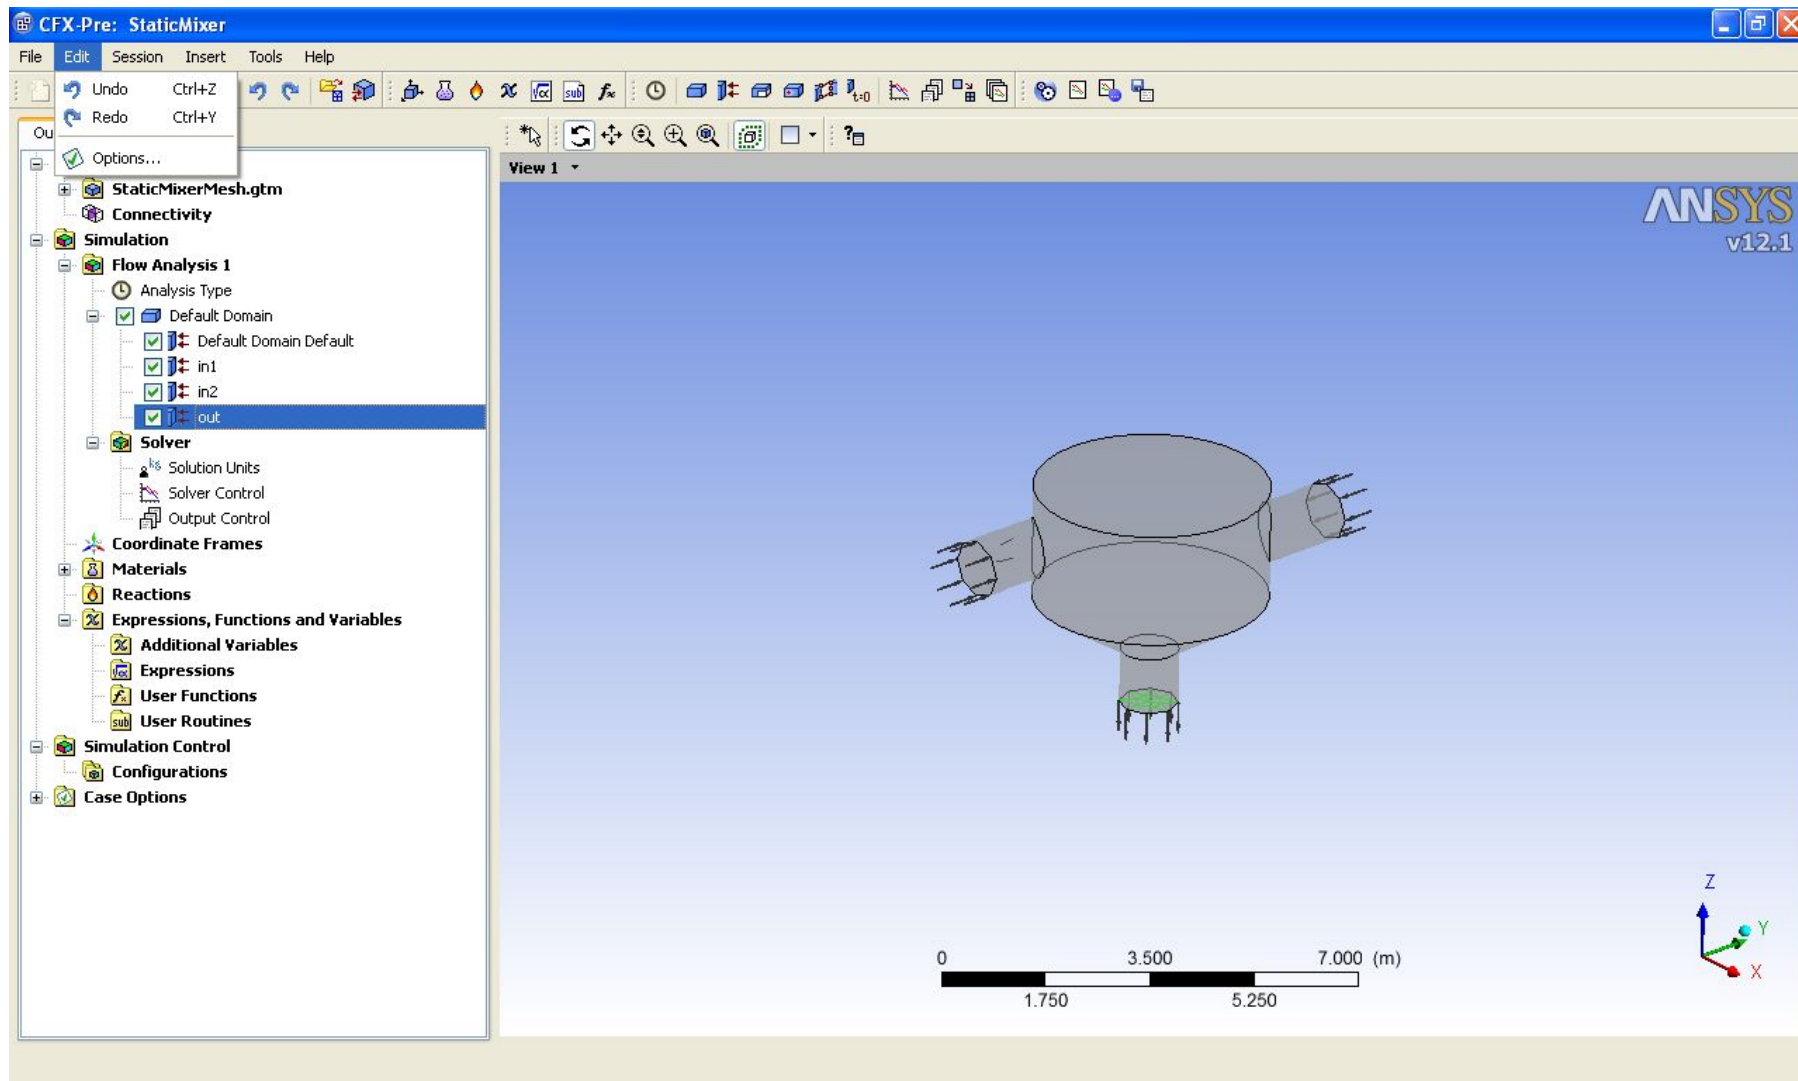 CFX-Pre: StaticMixer
File Edit Session Insert Tools Help
Undo Ctrl+Z
Redo Ctrl+Y
Options...
Ou
View 1
StaticMixerMesh.gtm
Connectivity
Simulation
Flow Analysis 1
Analysis Type
Default Domain
Default Domain Default
in1
in2
out
Solver
Solution Units
Solver Control
Output Control
Coordinate Frames
Materials
Reactions
Expressions, Functions and Variables
Additional Variables
Expressions
User Functions
User Routines
Simulation Control
Configurations
Case Options
ANSYS
v12.1
Z
Y
X
0 3.500 7.000 (m)
1.750 5.250